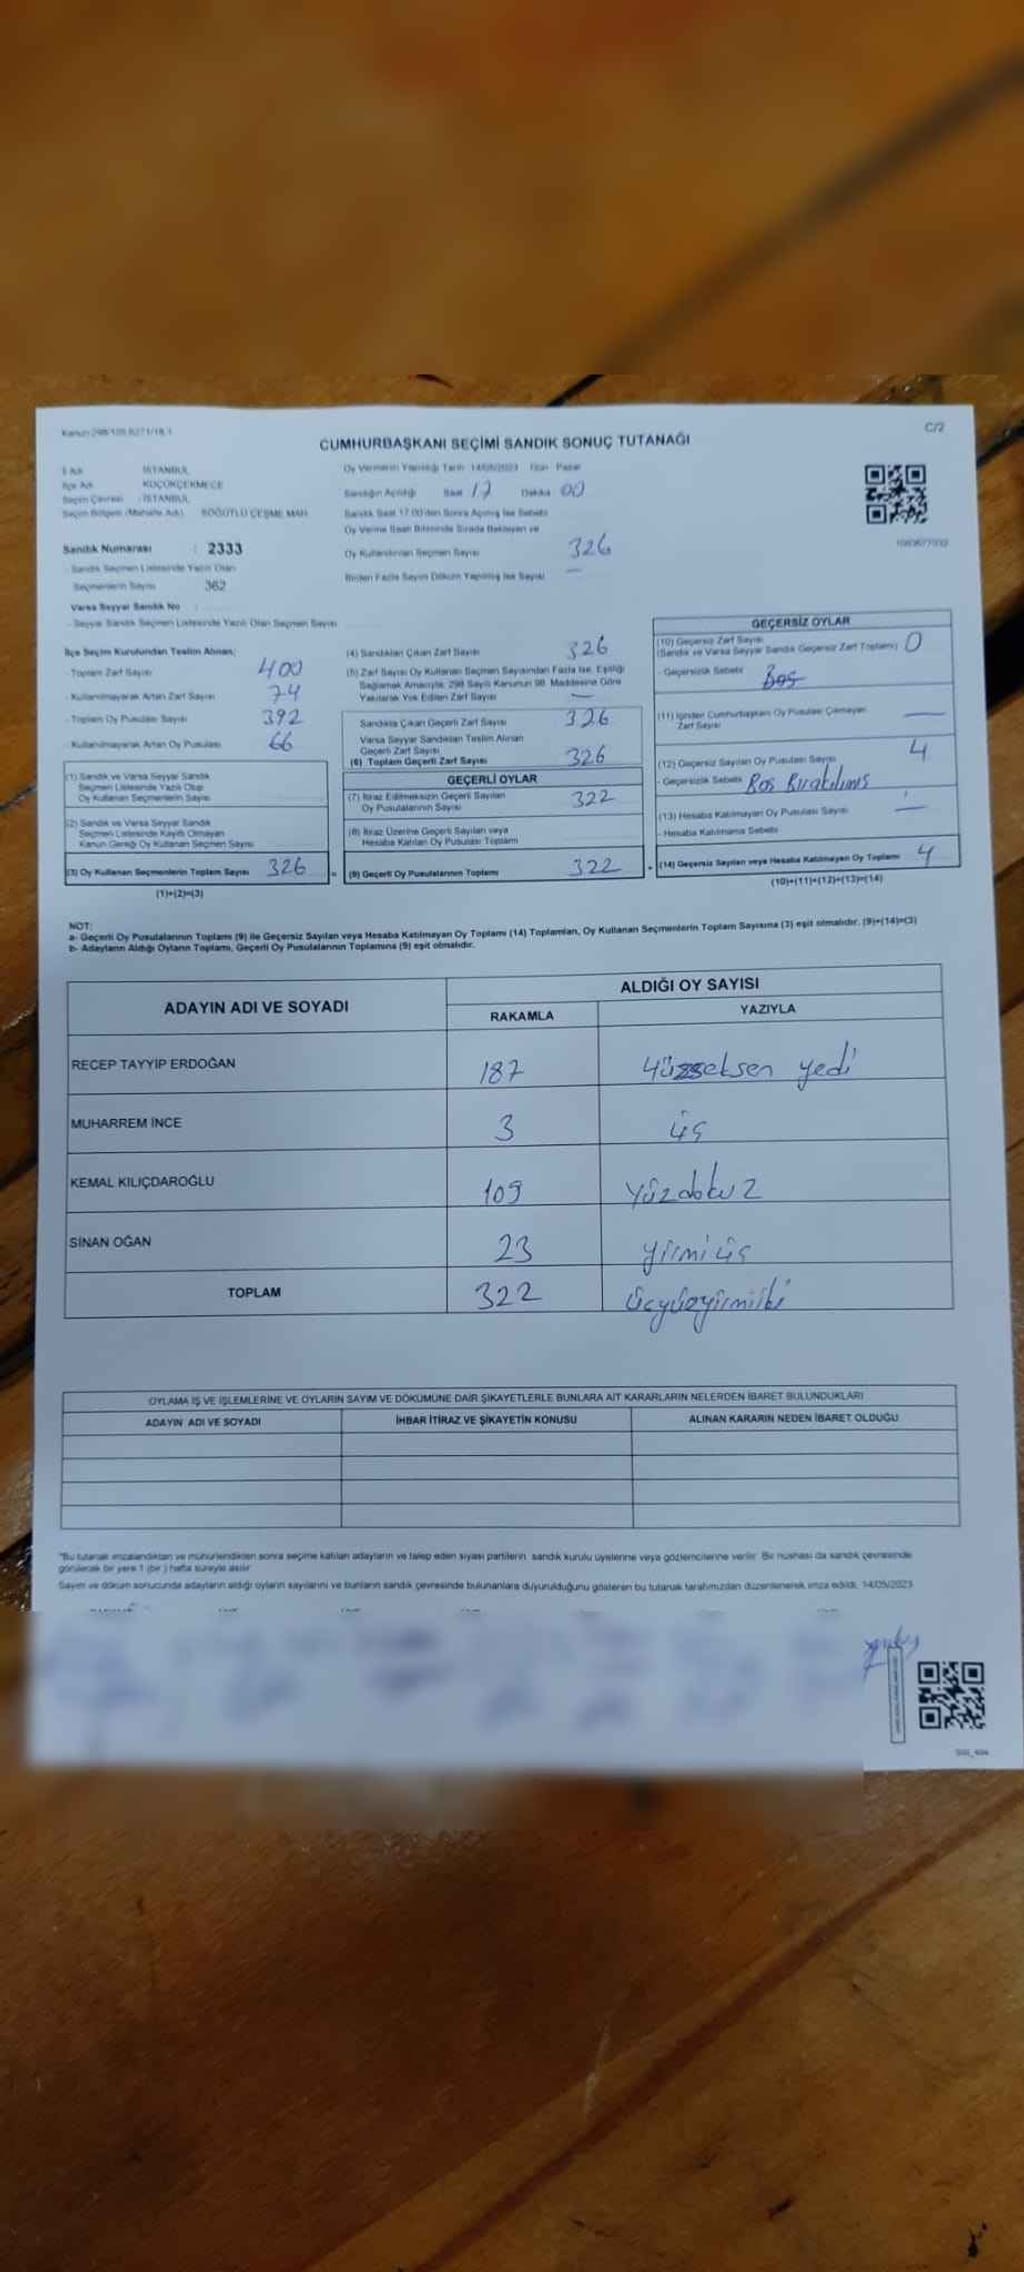 C/2
CUMHURBAŞKANI SEÇİMİ SANDIK SONUÇ TUTANAĞI
İl Adı İSTANBUL
İlçe Adı KÜÇÜKÇEKMECE
Seçim Çevresi İSTANBUL
Seçim Bölgesi (Mahalle Adı) SÖĞÜTLÜ ÇEŞME MAH.
Sandık Numarası : 2333
- Sandık Seçmen Listesinde Yazılı Olan
Seçmenlerin Sayısı 362
Varsa Seyyar Sandık No :
- Seyyar Sandık Seçmen Listesinde Yazılı Olan Seçmen Sayısı
Oy Vermenin Yapıldığı Tarih 14/05/2023 Gün Pazar
Sandığın Açıldığı Saat 17 Dakika 00
Sandık Saat 17.00'den Sonra Açılmış İse Sebebi
Oy Verme Saati Bitiminde Sırada Bekleyen ve
Oy Kullandırılan Seçmen Sayısı 326
Birden Fazla Sayım Döküm Yapılmış İse Sayısı —
İlçe Seçim Kurulundan Teslim Alınan;
- Toplam Zarf Sayısı 400
- Kullanılmayarak Artan Zarf Sayısı 74
- Toplam Oy Pusulası Sayısı 392
- Kullanılmayarak Artan Oy Pusulası 66
(1) Sandık ve Varsa Seyyar Sandık
Seçmen Listesinde Yazılı Olup
Oy Kullanan Seçmenlerin Sayısı
(2) Sandık ve Varsa Seyyar Sandık
Seçmen Listesinde Kayıtlı Olmayan
Kanun Gereği Oy Kullanan Seçmen Sayısı
(3) Oy Kullanan Seçmenlerin Toplam Sayısı 326
(1)+(2)=(3)
(4) Sandıktan Çıkan Zarf Sayısı 326
(5) Zarf Sayısı Oy Kullanan Seçmen Sayısından Fazla İse, Eşitliği
Sağlamak Amacıyla, 298 Sayılı Kanunun 98. Maddesine Göre
Yakılarak Yok Edilen Zarf Sayısı —
Sandıkta Çıkan Geçerli Zarf Sayısı 326
Varsa Seyyar Sandıktan Teslim Alınan
Geçerli Zarf Sayısı
(6) Toplam Geçerli Zarf Sayısı 326
GEÇERLİ OYLAR
(7) İtiraz Edilmeksizin Geçerli Sayılan
Oy Pusulalarının Sayısı 322
(8) İtiraz Üzerine Geçerli Sayılan veya
Hesaba Katılan Oy Pusulası Toplamı
(9) Geçerli Oy Pusulalarının Toplamı 322
GEÇERSİZ OYLAR
(10) Geçersiz Zarf Sayısı
(Sandık ve Varsa Seyyar Sandık Geçersiz Zarf Toplamı) 0
- Geçersizlik Sebebi Boş
(11) İçinden Cumhurbaşkanı Oy Pusulası Çıkmayan
Zarf Sayısı —
(12) Geçersiz Sayılan Oy Pusulası Sayısı 4
- Geçersizlik Sebebi Boş Bırakılmış
(13) Hesaba Katılmayan Oy Pusulası Sayısı —
- Hesaba Katılmama Sebebi
(14) Geçersiz Sayılan veya Hesaba Katılmayan Oy Toplamı 4
(10)+(11)+(12)+(13)=(14)
NOT:
a- Geçerli Oy Pusulalarının Toplamı (9) ile Geçersiz Sayılan veya Hesaba Katılmayan Oy Toplamı (14) Toplamları, Oy Kullanan Seçmenlerin Toplam Sayısına (3) eşit olmalıdır. (9)+(14)=(3)
b- Adayların Aldığı Oyların Toplamı, Geçerli Oy Pusulalarının Toplamına (9) eşit olmalıdır.
ADAYIN ADI VE SOYADI ALDIĞI OY SAYISI
RAKAMLA YAZIYLA
RECEP TAYYİP ERDOĞAN 187 Yüzseksen yedi
MUHARREM İNCE 3 üç
KEMAL KILIÇDAROĞLU 109 Yüzdokuz
SİNAN OĞAN 23 yirmi üç
TOPLAM 322 üçyüzyirmiiki
OYLAMA İŞ VE İŞLEMLERİNE VE OYLARIN SAYIM VE DÖKÜMÜNE DAİR ŞİKAYETLERLE BUNLARA AİT KARARLARIN NELERDEN İBARET BULUNDUKLARI
ADAYIN ADI VE SOYADI İHBAR İTİRAZ VE ŞİKAYETİN KONUSU ALINAN KARARIN NEDEN İBARET OLDUĞU
*Bu tutanak imzalandıktan ve mühürlendikten sonra seçime katılan adayların ve talep eden siyasi partilerin sandık kurulu üyelerine veya gözlemcilerine verilir. Bir nüshası da sandık çevresinde
görülecek bir yere 1 (bir) hafta süreyle asılır.
Sayım ve döküm sonucunda adayların aldığı oyların sayılarını ve bunların sandık çevresinde bulunanlara duyurulduğunu gösteren bu tutanak tarafımızdan düzenlenerek imza edildi. 14/05/2023